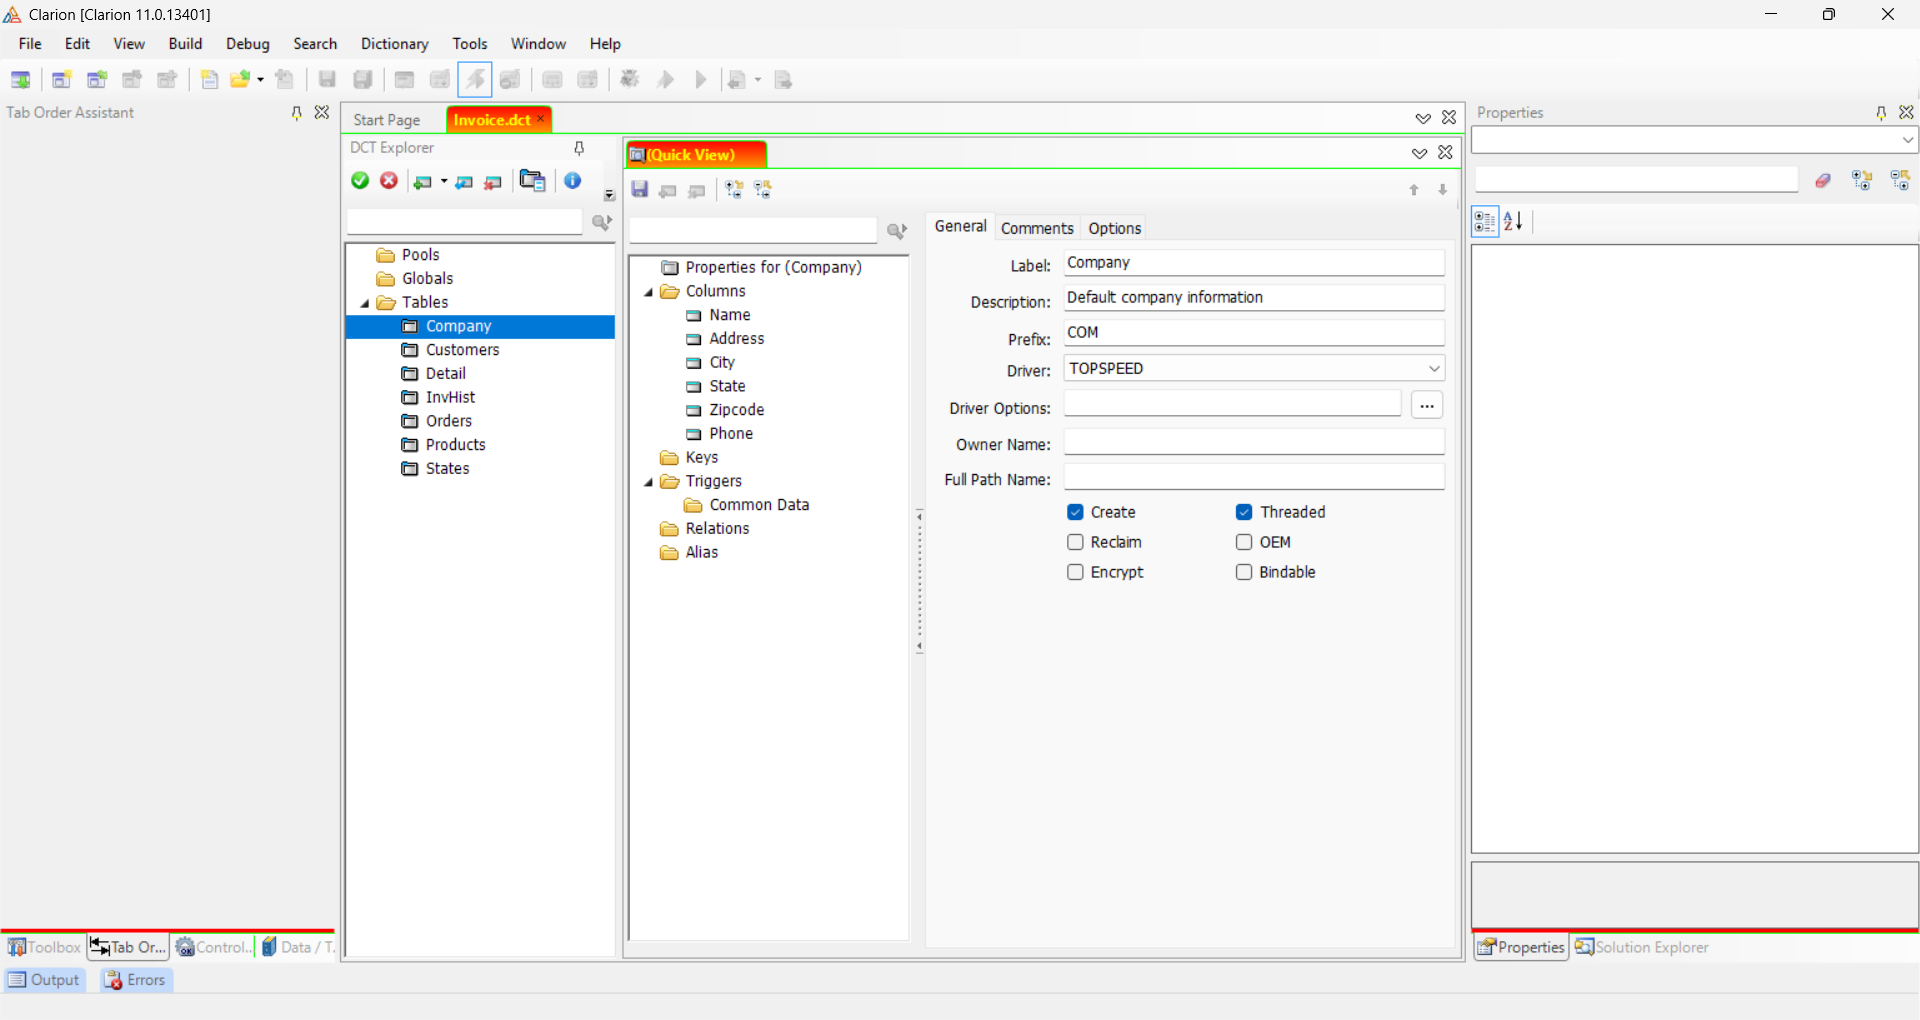 Clarion [Clarion 11.0.13401]
File Edit View Build Debug Search Dictionary Tools Window Help
Tab Order Assistant
Start Page
Invoice.dct
DCT Explorer
Pools
Globals
Tables
Company
Customers
Detail
InvHist
Orders
Products
States
(Quick View)
Properties for (Company)
Columns
Name
Address
City
State
Zipcode
Phone
Keys
Triggers
Common Data
Relations
Alias
General Comments Options
Label: Company
Description: Default company information
Prefix: COM
Driver: TOPSPEED
Driver Options: ...
Owner Name:
Full Path Name:
Create Threaded
Reclaim OEM
Encrypt Bindable
Properties
Toolbox Tab Or... Control... Data / T.
Properties Solution Explorer
Output Errors